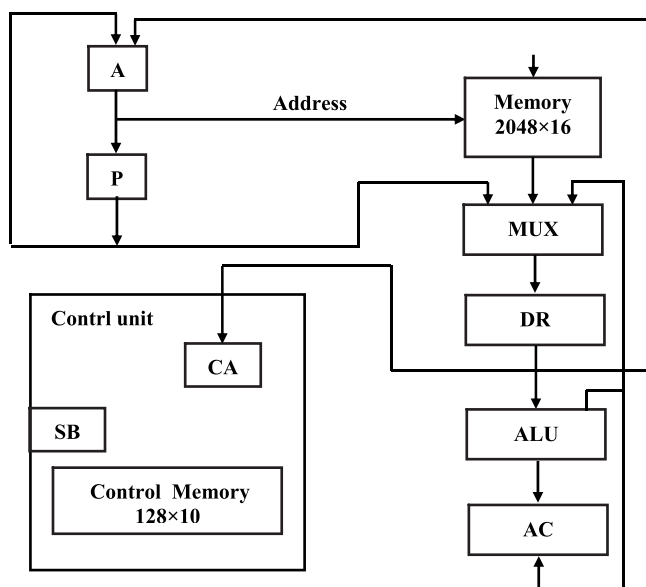 A
Address
Memory
2048×16
P
MUX
Contrl unit
DR
CA
SB
ALU
Control Memory
128×10
AC